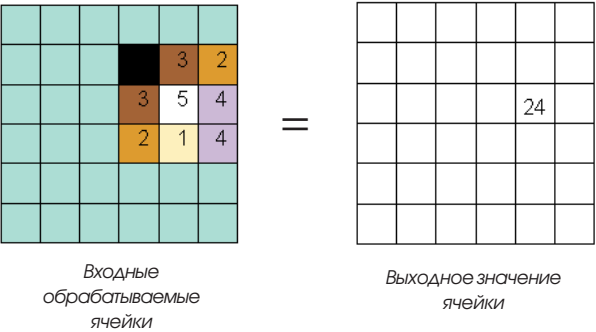 3 2
3 5 4
2 1 4
=
24
Входные
обрабатываемые
ячейки
Выходное значение
ячейки